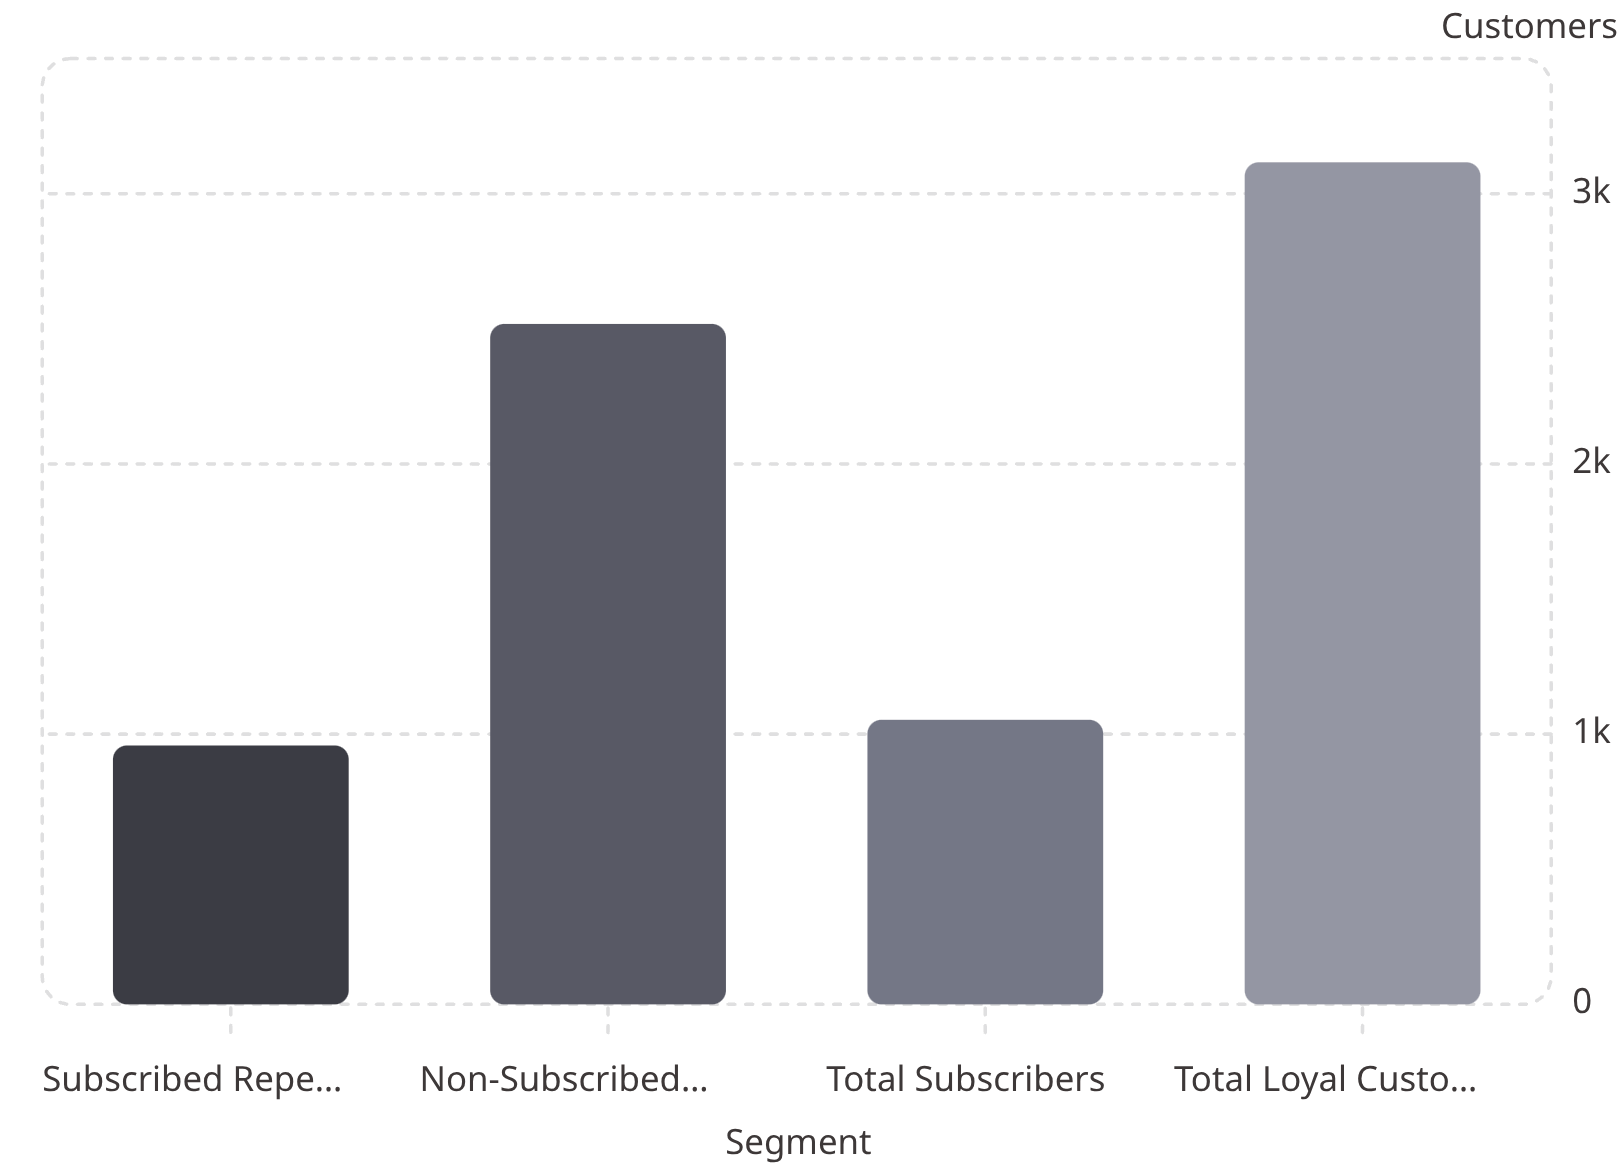 Customers
3k
2k
1k
0
Subscribed Repe...
Non-Subscribed...
Total Subscribers
Total Loyal Custo...
Segment